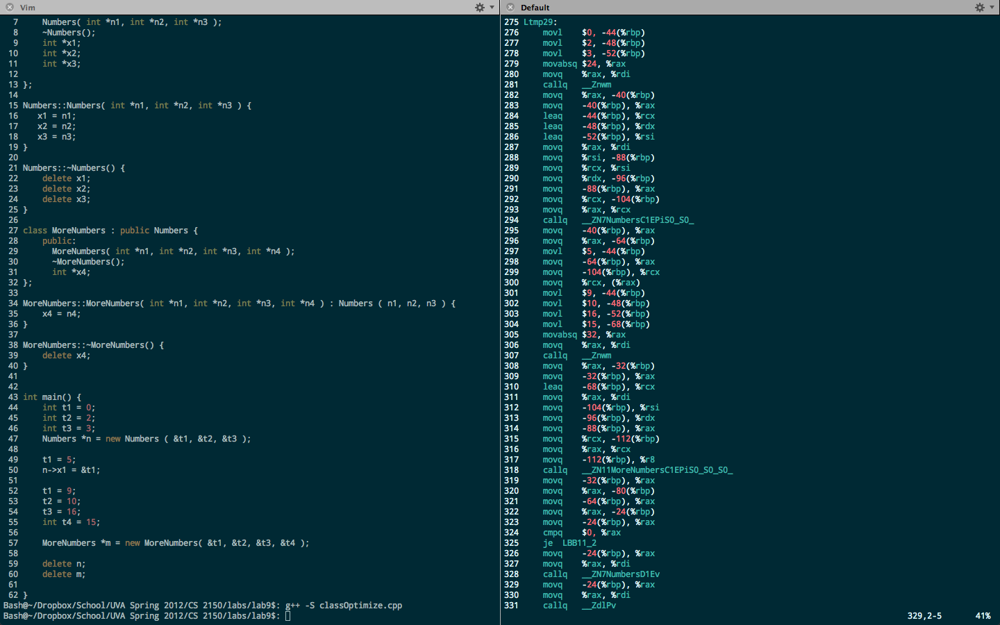 Vim
7     Numbers( int *n1, int *n2, int *n3 );
8     ~Numbers();
9     int *x1;
10     int *x2;
11     int *x3;
12
13 };
14
15 Numbers::Numbers( int *n1, int *n2, int *n3 ) {
16    x1 = n1;
17    x2 = n2;
18    x3 = n3;
19 }
20
21 Numbers::~Numbers() {
22     delete x1;
23     delete x2;
24     delete x3;
25 }
26
27 class MoreNumbers : public Numbers {
28     public:
29       MoreNumbers( int *n1, int *n2, int *n3, int *n4 );
30       ~MoreNumbers();
31       int *x4;
32 };
33
34 MoreNumbers::MoreNumbers( int *n1, int *n2, int *n3, int *n4 ) : Numbers ( n1, n2, n3 ) {
35     x4 = n4;
36 }
37
38 MoreNumbers::~MoreNumbers() {
39     delete x4;
40 }
41
42
43 int main() {
44     int t1 = 0;
45     int t2 = 2;
46     int t3 = 3;
47     Numbers *n = new Numbers ( &t1, &t2, &t3 );
48
49     t1 = 5;
50     n->x1 = &t1;
51
52     t1 = 9;
53     t2 = 10;
54     t3 = 16;
55     int t4 = 15;
56
57     MoreNumbers *m = new MoreNumbers( &t1, &t2, &t3, &t4 );
58
59     delete n;
60     delete m;
61
62 }
Bash@~/Dropbox/School/UVA Spring 2012/CS 2150/labs/lab9$: g++ -S classOptimize.cpp
Bash@~/Dropbox/School/UVA Spring 2012/CS 2150/labs/lab9$:
Default
275 Ltmp29:
276     movl    $0, -44(%rbp)
277     movl    $2, -48(%rbp)
278     movl    $3, -52(%rbp)
279     movabsq $24, %rax
280     movq    %rax, %rdi
281     callq   __Znwm
282     movq    %rax, -40(%rbp)
283     movq    -40(%rbp), %rax
284     leaq    -44(%rbp), %rcx
285     leaq    -48(%rbp), %rdx
286     leaq    -52(%rbp), %rsi
287     movq    %rax, %rdi
288     movq    %rsi, -88(%rbp)
289     movq    %rcx, %rsi
290     movq    %rdx, -96(%rbp)
291     movq    -88(%rbp), %rax
292     movq    %rcx, -104(%rbp)
293     movq    %rax, %rcx
294     callq   __ZN7NumbersC1EPiS0_S0_
295     movq    -40(%rbp), %rax
296     movq    %rax, -64(%rbp)
297     movl    $5, -44(%rbp)
298     movq    -64(%rbp), %rax
299     movq    -104(%rbp), %rcx
300     movq    %rcx, (%rax)
301     movl    $9, -44(%rbp)
302     movl    $10, -48(%rbp)
303     movl    $16, -52(%rbp)
304     movl    $15, -68(%rbp)
305     movabsq $32, %rax
306     movq    %rax, %rdi
307     callq   __Znwm
308     movq    %rax, -32(%rbp)
309     movq    -32(%rbp), %rax
310     leaq    -68(%rbp), %rcx
311     movq    %rax, %rdi
312     movq    -104(%rbp), %rsi
313     movq    -96(%rbp), %rdx
314     movq    -88(%rbp), %rax
315     movq    %rcx, -112(%rbp)
316     movq    %rax, %rcx
317     movq    -112(%rbp), %r8
318     callq   __ZN11MoreNumbersC1EPiS0_S0_S0_
319     movq    -32(%rbp), %rax
320     movq    %rax, -80(%rbp)
321     movq    -64(%rbp), %rax
322     movq    %rax, -24(%rbp)
323     movq    -24(%rbp), %rax
324     cmpq    $0, %rax
325     je  LBB11_2
326     movq    -24(%rbp), %rax
327     movq    %rax, %rdi
328     callq   __ZN7NumbersD1Ev
329     movq    -24(%rbp), %rax
330     movq    %rax, %rdi
331     callq   __ZdlPv
329,2-5       41%